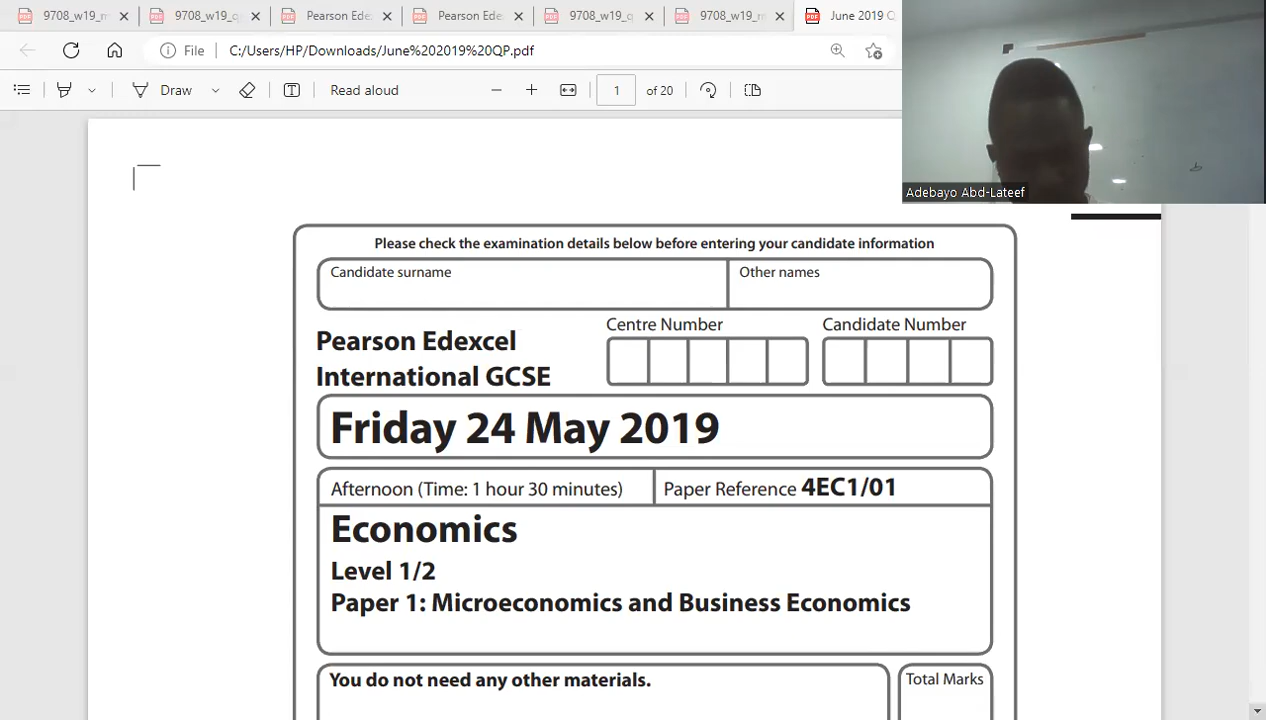 9708_w19_m
9708_w19_q
Pearson Ede
Pearson Ede
9708_w19_q
9708_w19_m
June 2019 Q
File
C:/Users/HP/Downloads/June%202019%20QP.pdf
Draw
Read aloud
1
of 20
Adebayo Abd-Lateef
Please check the examination details below before entering your candidate information
Candidate surname
Other names
Centre Number
Candidate Number
Pearson Edexcel
International GCSE
Friday 24 May 2019
Afternoon (Time: 1 hour 30 minutes)
Paper Reference 4EC1/01
Economics
Level 1/2
Paper 1: Microeconomics and Business Economics
You do not need any other materials.
Total Marks